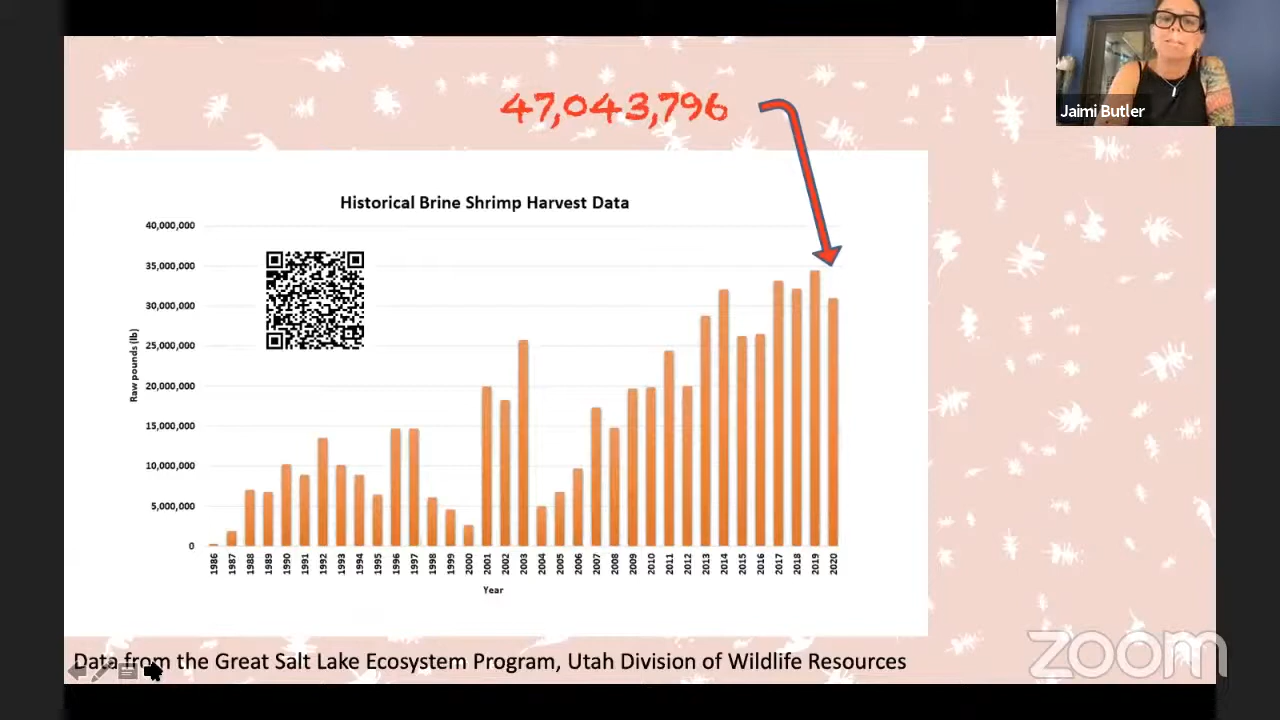 47,043,796
Jaimi Butler
Historical Brine Shrimp Harvest Data
40,000,000
35,000,000
30,000,000
25,000,000
20,000,000
15,000,000
10,000,000
5,000,000
0
Raw pounds (lb)
1986 1987 1988 1989 1990 1991 1992 1993 1994 1995 1996 1997 1998 1999 2000 2001 2002 2003 2004 2005 2006 2007 2008 2009 2010 2011 2012 2013 2014 2015 2016 2017 2018 2019 2020
Year
Data from the Great Salt Lake Ecosystem Program, Utah Division of Wildlife Resources
zoom